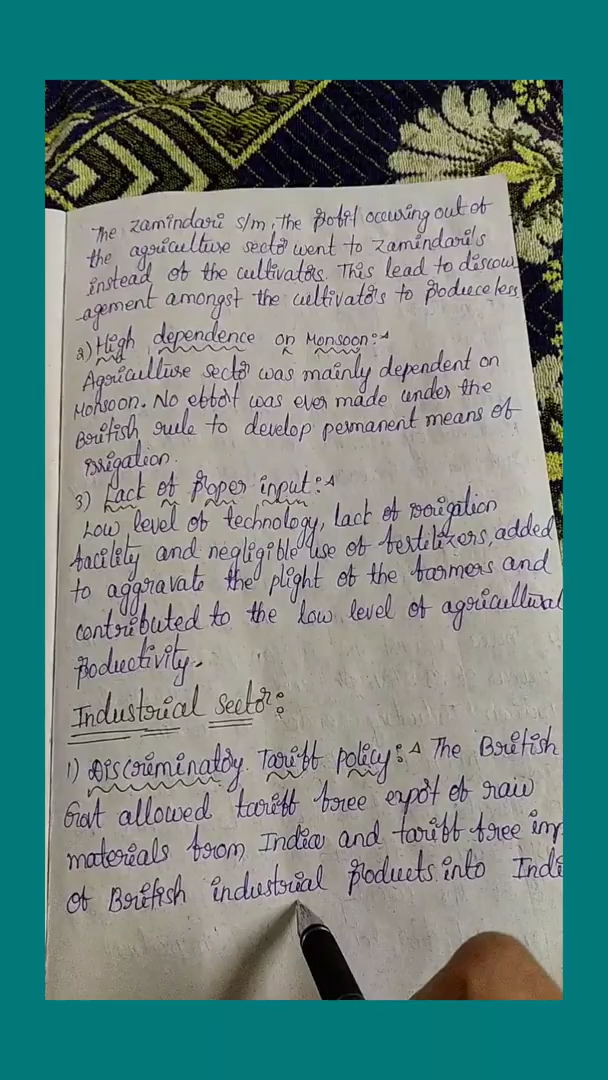 The zamindari s/m, the profit occuring out of
the agriculture sector went to zamindari's
instead of the cultivators. This lead to discour
-agement amongst the cultivators to produce less
2) High dependence on Monsoon:-
Agriculture sector was mainly dependent on
Monsoon. No effort was ever made under the
British rule to develop permanent means of
irrigation.
3) Lack of proper input:-
Low level of technology, lack of irrigation
facility and negligible use of fertilizers, added
to aggravate the plight of the farmers and
contributed to the low level of agricultural
productivity.
Industrial sector:
1) Discriminatory Tariff policy:- The British
Govt allowed tariff free export of raw
materials from India and tariff free imp
of British industrial products into Indi